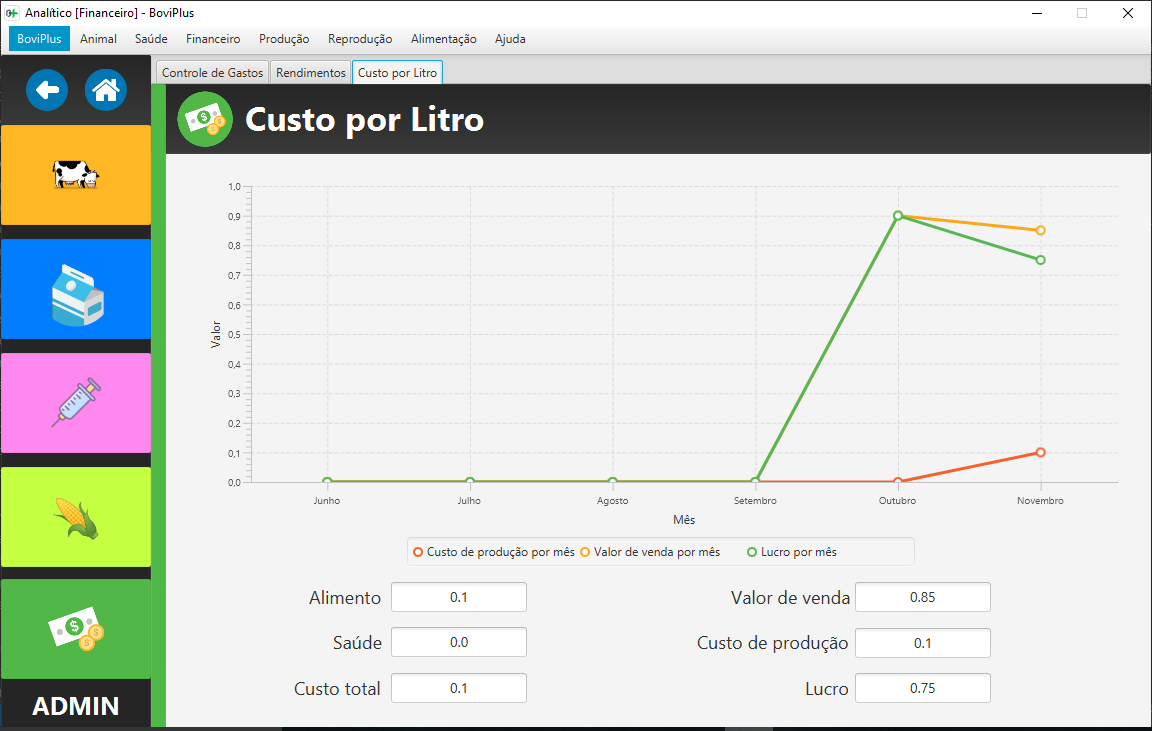 Analítico [Financeiro] - BoviPlus
BoviPlus Animal Saúde Financeiro Produção Reprodução Alimentação Ajuda
Controle de Gastos Rendimentos Custo por Litro
Custo por Litro
1,0
0,9
0,8
0,7
0,6
0,5
0,4
0,3
0,2
0,1
0,0
Valor
Junho Julho Agosto Setembro Outubro Novembro
Mês
Custo de produção por mês Valor de venda por mês Lucro por mês
Alimento 0.1 Valor de venda 0.85
Saúde 0.0 Custo de produção 0.1
Custo total 0.1 Lucro 0.75
ADMIN